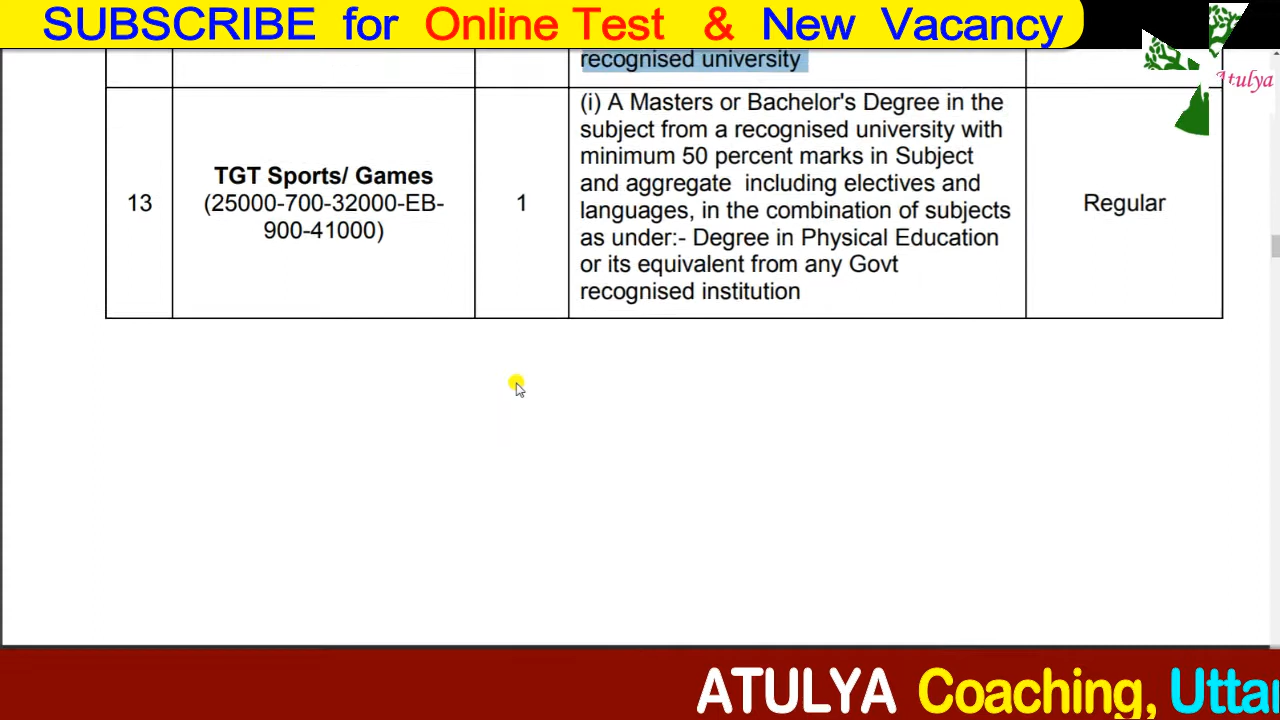 SUBSCRIBE for Online Test & New Vacancy
Atulya
recognised university
13
TGT Sports/ Games
(25000-700-32000-EB-
900-41000)
1
(i) A Masters or Bachelor's Degree in the
subject from a recognised university with
minimum 50 percent marks in Subject
and aggregate including electives and
languages, in the combination of subjects
as under:- Degree in Physical Education
or its equivalent from any Govt
recognised institution
Regular
ATULYA Coaching, Uttar